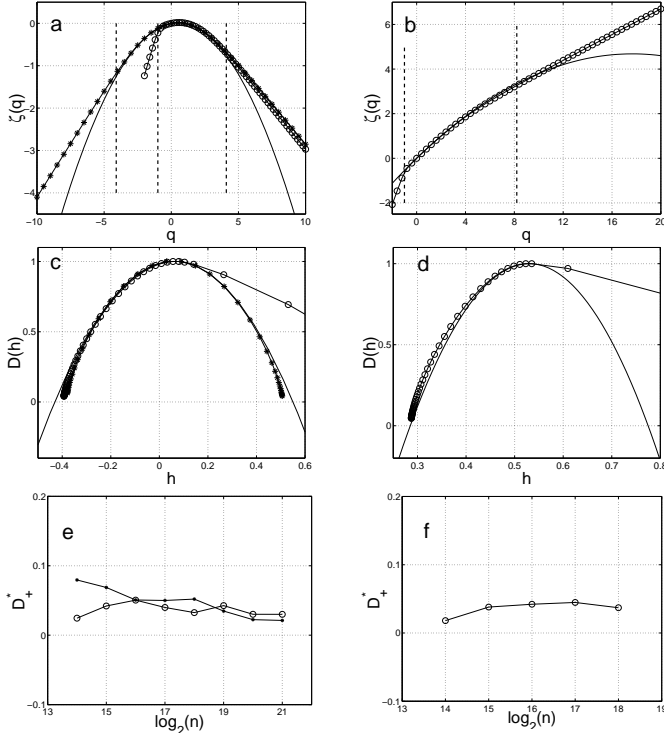 a
ζ(q)
0
−1
−2
−3
−4
−10 −5 0 5 10
q
b
ζ(q)
6
4
2
0
−2
0 5 10 15 20
q
c
D(h)
1
0.5
0
−0.4 −0.2 0 0.2 0.4 0.6
h
d
D(h)
1
0.5
0
0.3 0.4 0.5 0.6 0.7 0.8
h
e
D*+
0.2
0.1
0
−0.1
13 15 17 19 21
log2(n)
f
D*+
0.2
0.1
0
−0.1
13 14 15 16 17 18 19
log2(n)